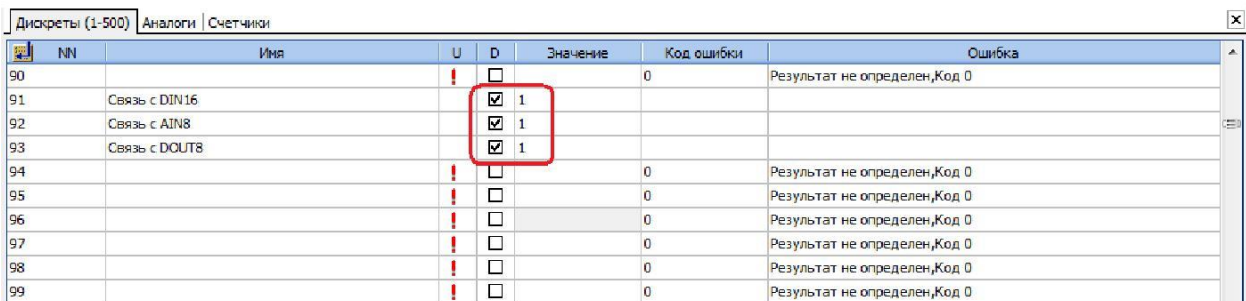 Дискреты (1-500) Аналоги Счетчики
NN Имя U D Значение Код ошибки Ошибка
90 ! 0 Результат не определен,Код 0
91 Связь с DIN16 1
92 Связь с AIN8 1
93 Связь с DOUT8 1
94 ! 0 Результат не определен,Код 0
95 ! 0 Результат не определен,Код 0
96 ! 0 Результат не определен,Код 0
97 ! 0 Результат не определен,Код 0
98 ! 0 Результат не определен,Код 0
99 ! 0 Результат не определен,Код 0